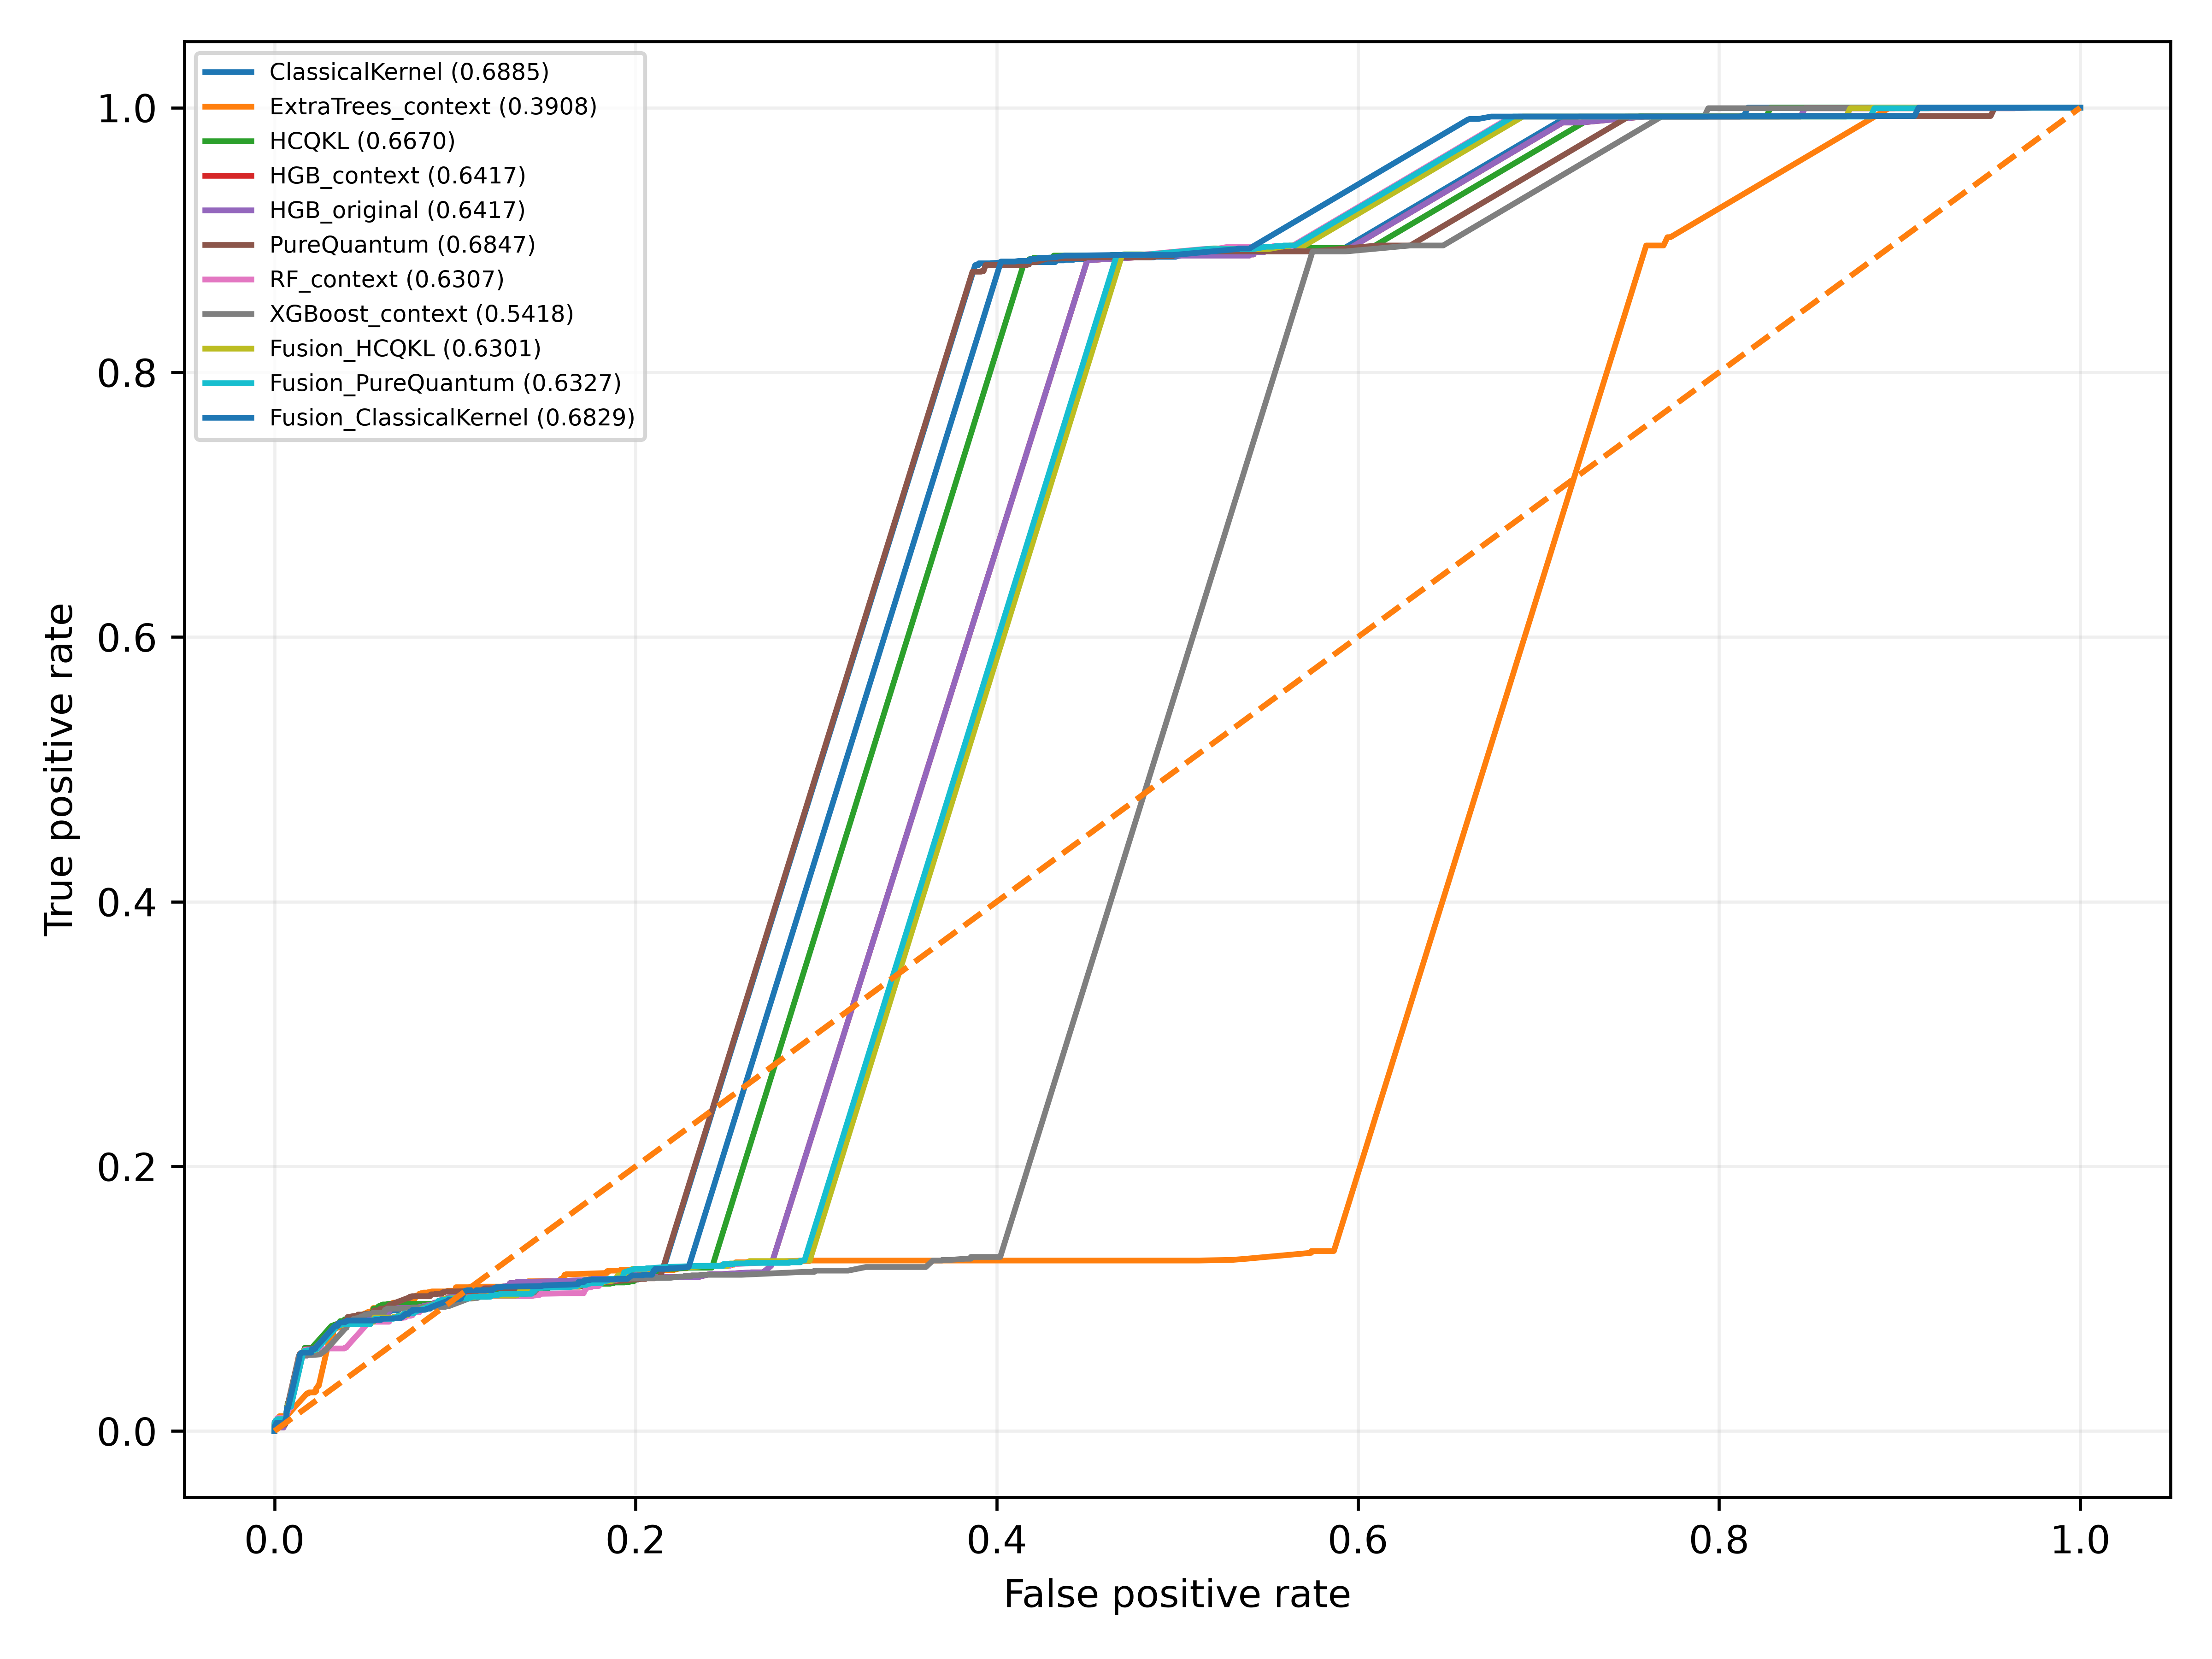 ClassicalKernel (0.6885)
ExtraTrees_context (0.3908)
HCQKL (0.6670)
HGB_context (0.6417)
HGB_original (0.6417)
PureQuantum (0.6847)
RF_context (0.6307)
XGBoost_context (0.5418)
Fusion_HCQKL (0.6301)
Fusion_PureQuantum (0.6327)
Fusion_ClassicalKernel (0.6829)
1.0
0.8
0.6
0.4
0.2
0.0
True positive rate
0.0 0.2 0.4 0.6 0.8 1.0
False positive rate